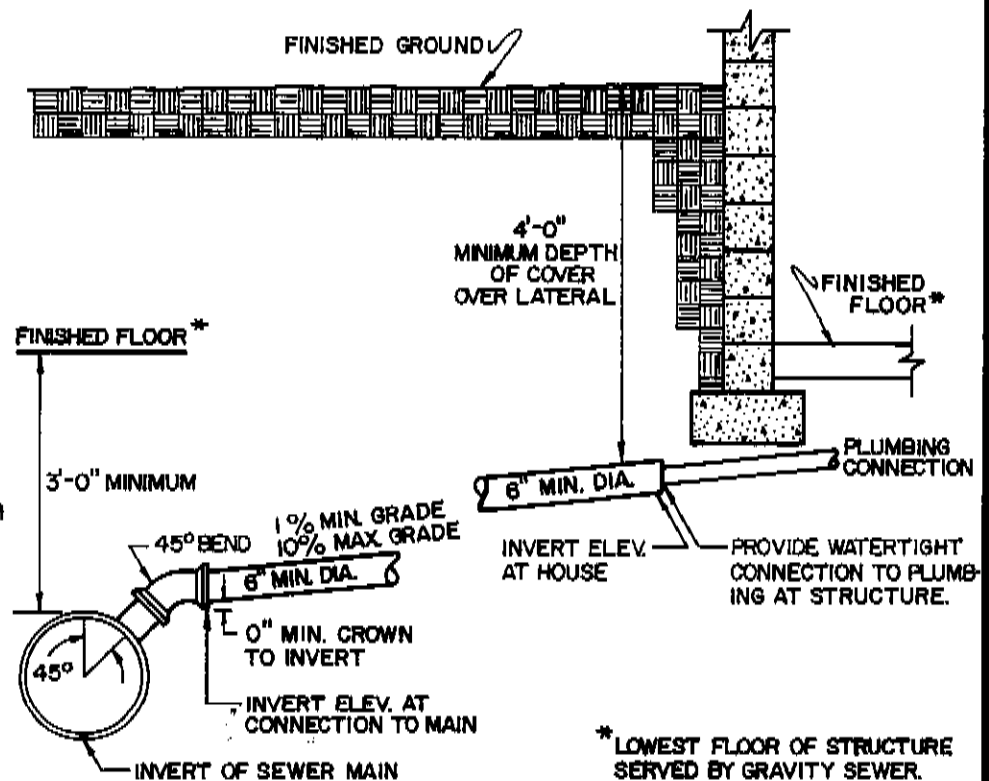 FINISHED GROUND
4'-0"
MINIMUM DEPTH
OF COVER
OVER LATERAL
FINISHED
FLOOR*
FINISHED FLOOR*
3'-0" MINIMUM
PLUMBING
CONNECTION
6" MIN. DIA.
1% MIN. GRADE
10% MAX. GRADE
45° BEND
6" MIN. DIA.
INVERT ELEV.
AT HOUSE
PROVIDE WATERTIGHT
CONNECTION TO PLUMB-
ING AT STRUCTURE.
0" MIN. CROWN
TO INVERT
45°
INVERT ELEV. AT
CONNECTION TO MAIN
INVERT OF SEWER MAIN
*LOWEST FLOOR OF STRUCTURE
SERVED BY GRAVITY SEWER.